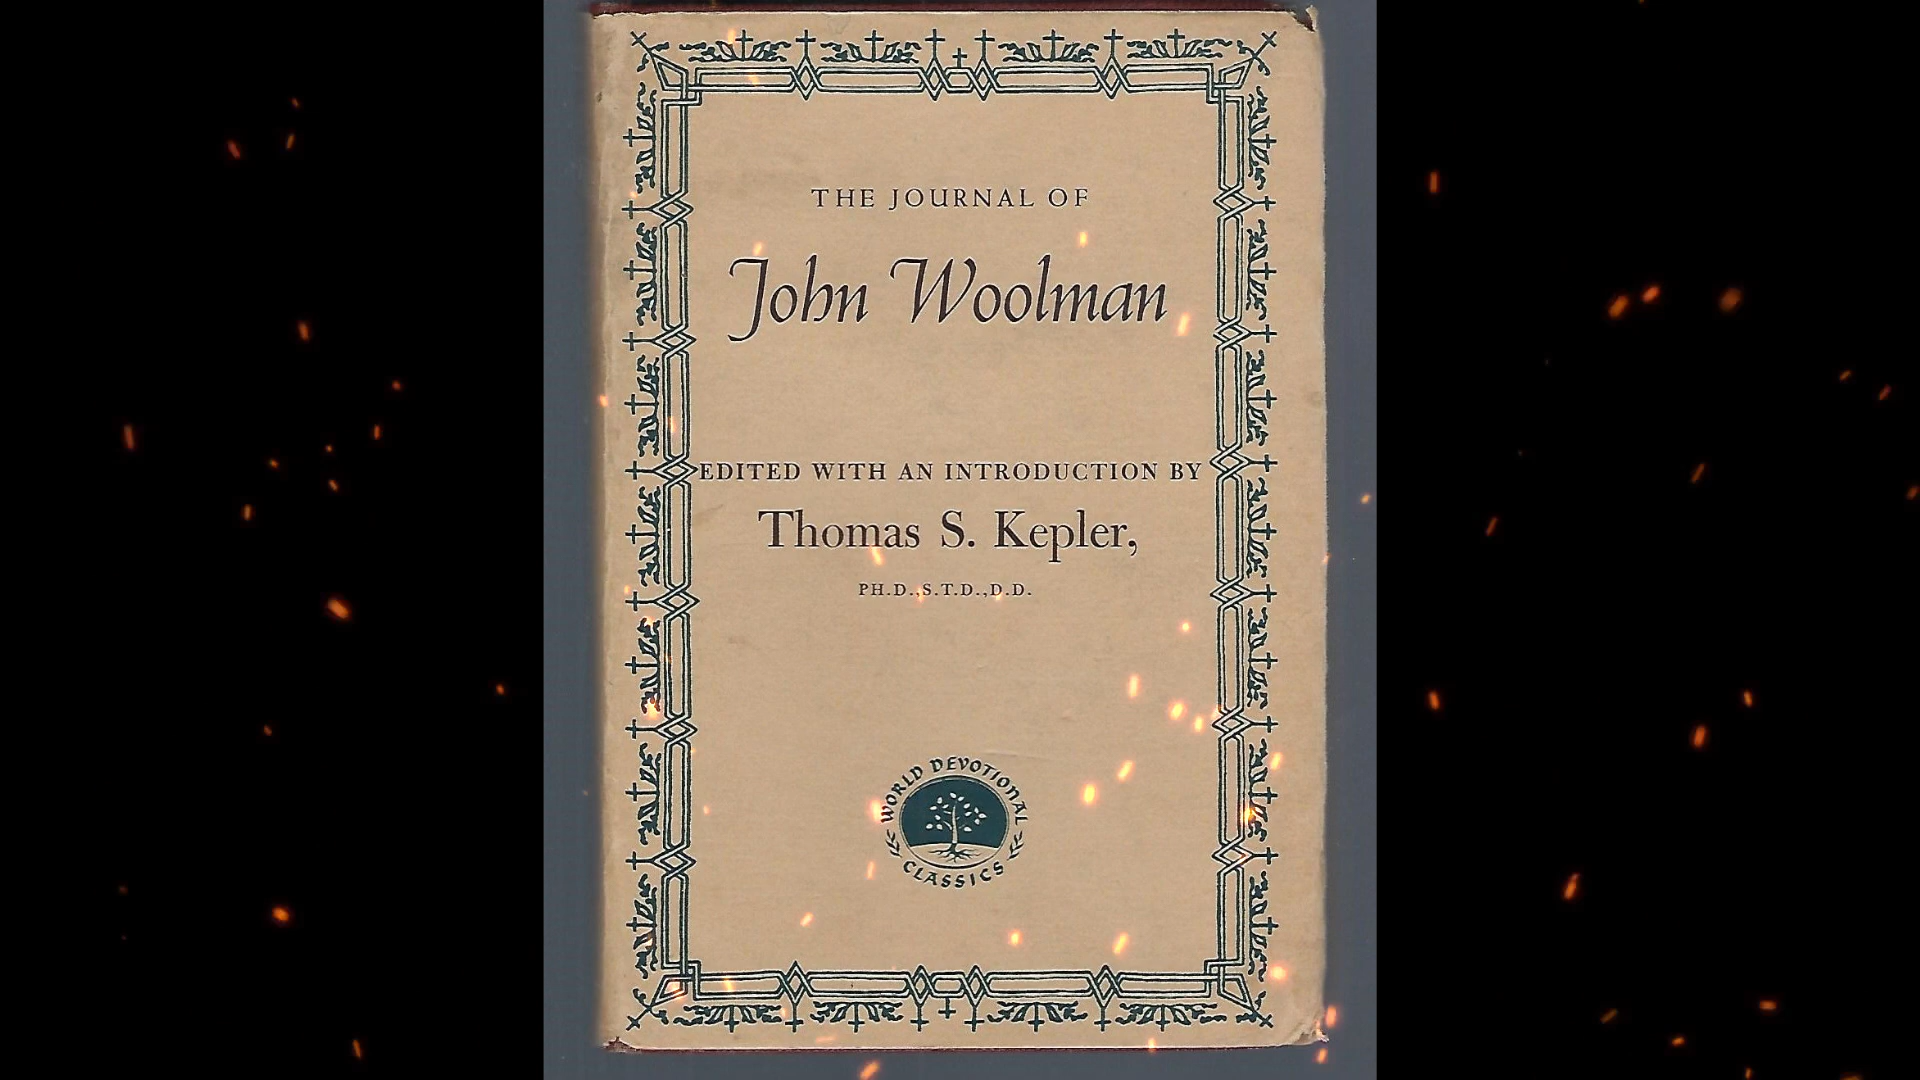 THE JOURNAL OF
John Woolman
EDITED WITH AN INTRODUCTION BY
Thomas S. Kepler,
PH.D.,S.T.D.,D.D.
WORLD DEVOTIONAL
CLASSICS